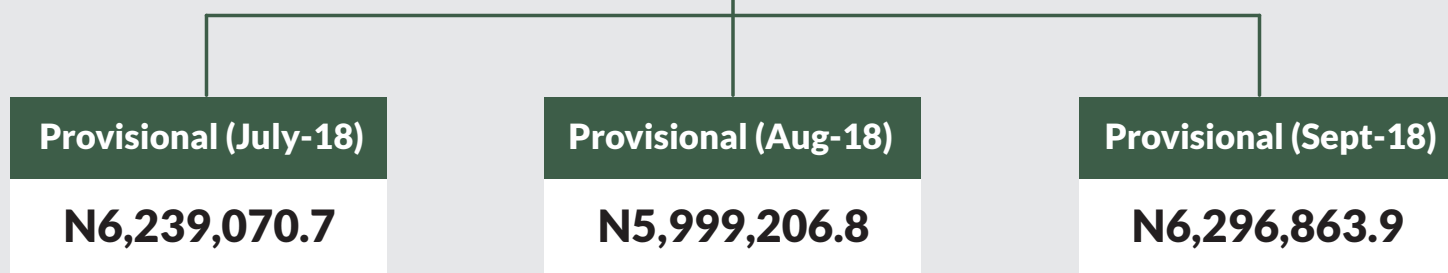 Provisional (July-18)
N6,239,070.7
Provisional (Aug-18)
N5,999,206.8
Provisional (Sept-18)
N6,296,863.9